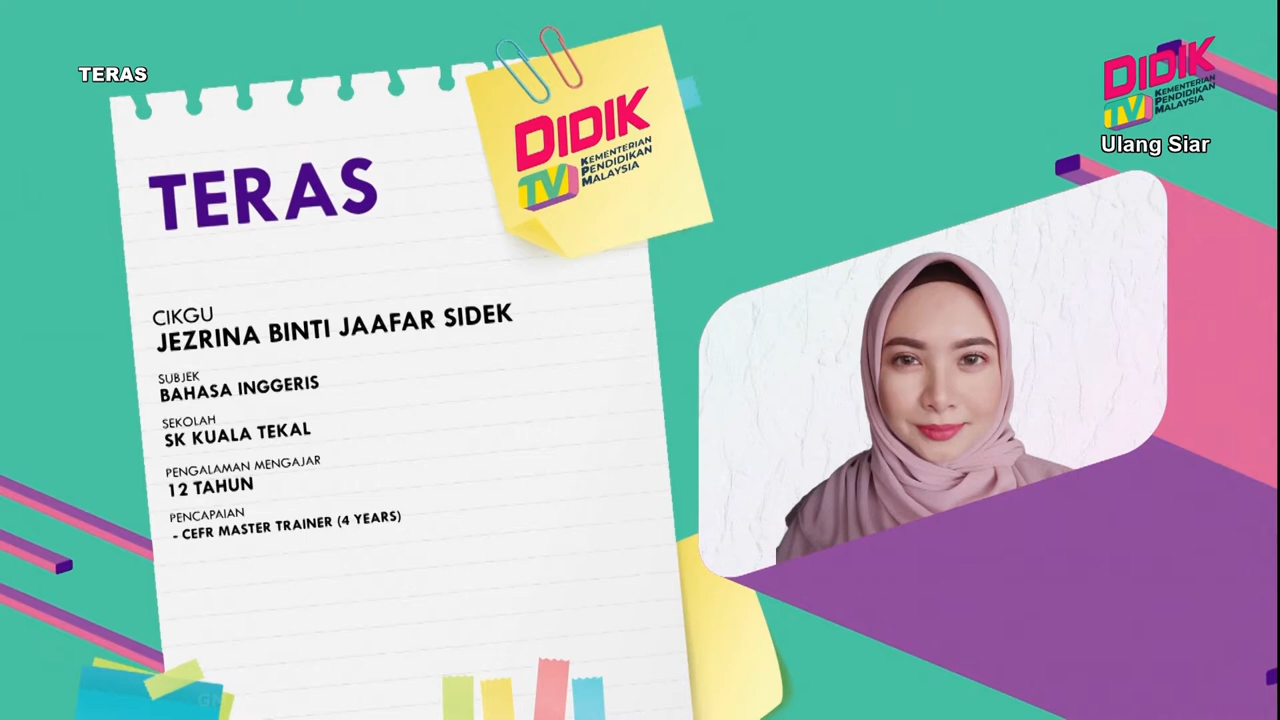 TERAS
DIDIK
TV
KEMENTERIAN
PENDIDIKAN
MALAYSIA
Ulang Siar
DIDIK
TV
KEMENTERIAN
PENDIDIKAN
MALAYSIA
TERAS
CIKGU
JEZRINA BINTI JAAFAR SIDEK
SUBJEK
BAHASA INGGERIS
SEKOLAH
SK KUALA TEKAL
PENGALAMAN MENGAJAR
12 TAHUN
PENCAPAIAN
- CEFR MASTER TRAINER (4 YEARS)